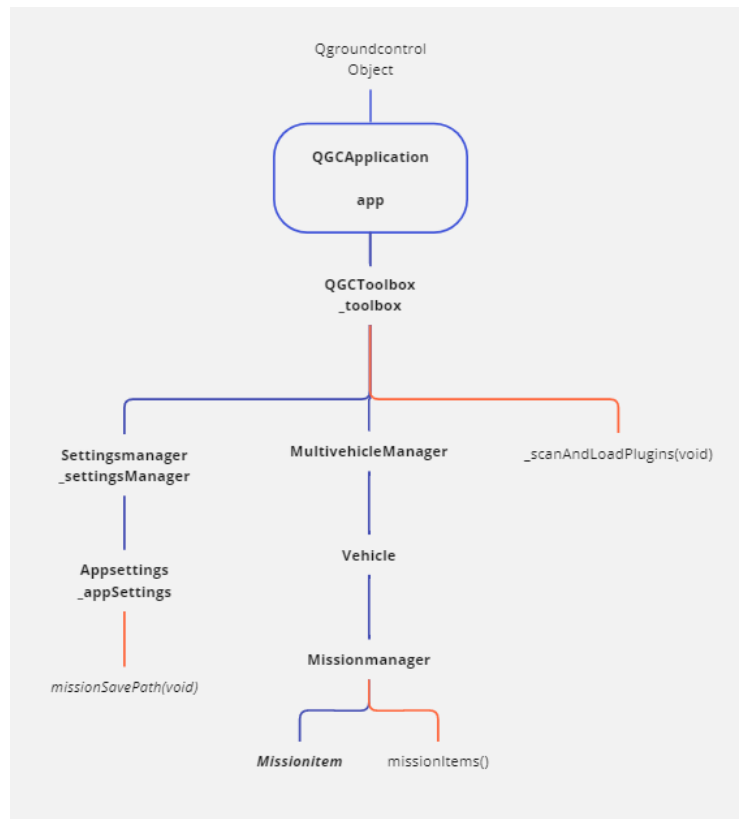 Qgroundcontrol
Object
QGCApplication
app
QGCToolbox
_toolbox
Settingsmanager
_settingsManager
MultivehicleManager
_scanAndLoadPlugins(void)
Vehicle
Appsettings
_appSettings
Missionmanager
missionSavePath(void)
Missionitem
missionItems()